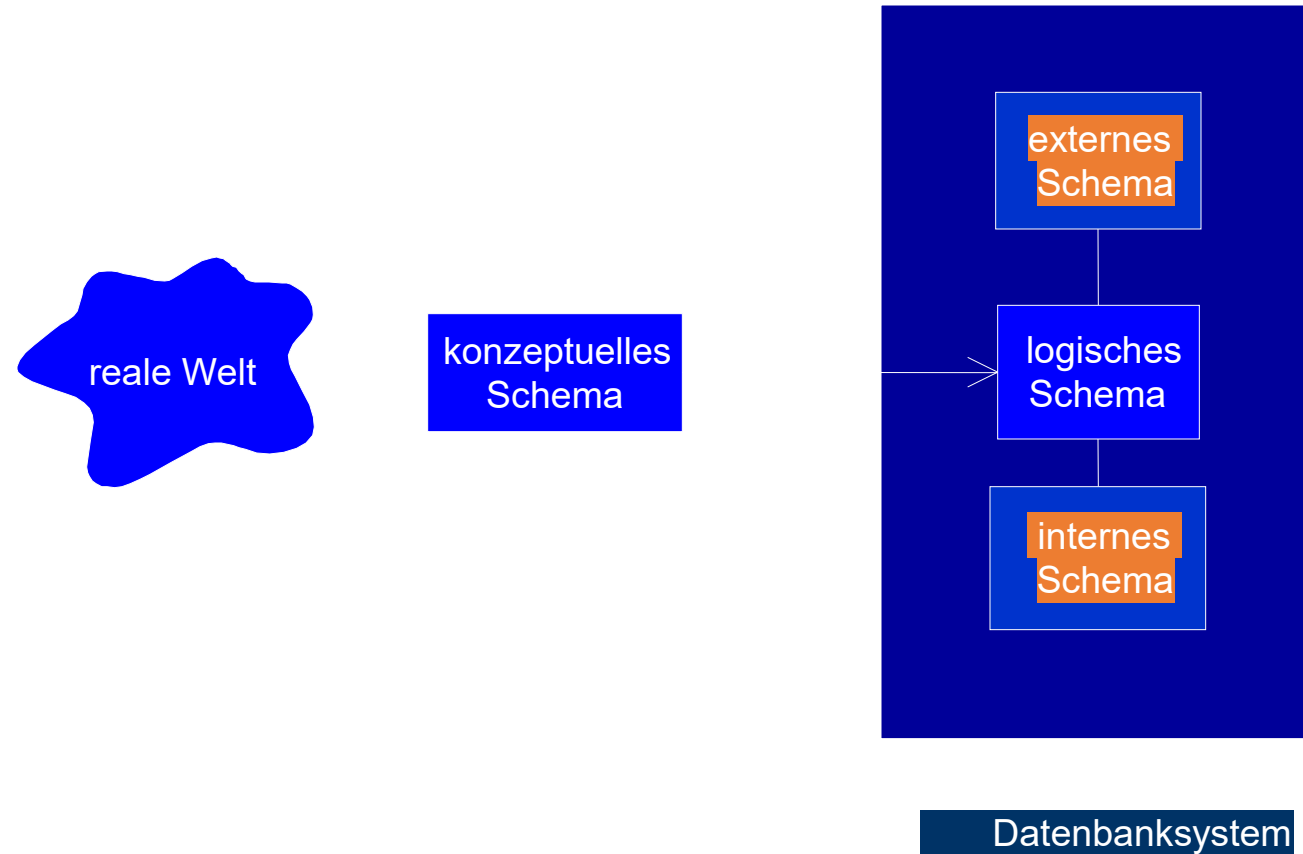 reale Welt
konzeptuelles
Schema
externes
Schema
logisches
Schema
internes
Schema
Datenbanksystem